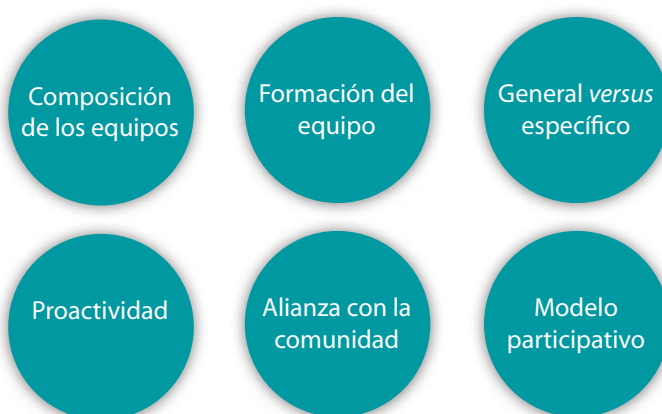 Composición
de los equipos
Formación del
equipo
General versus
específico
Proactividad
Alianza con la
comunidad
Modelo
participativo